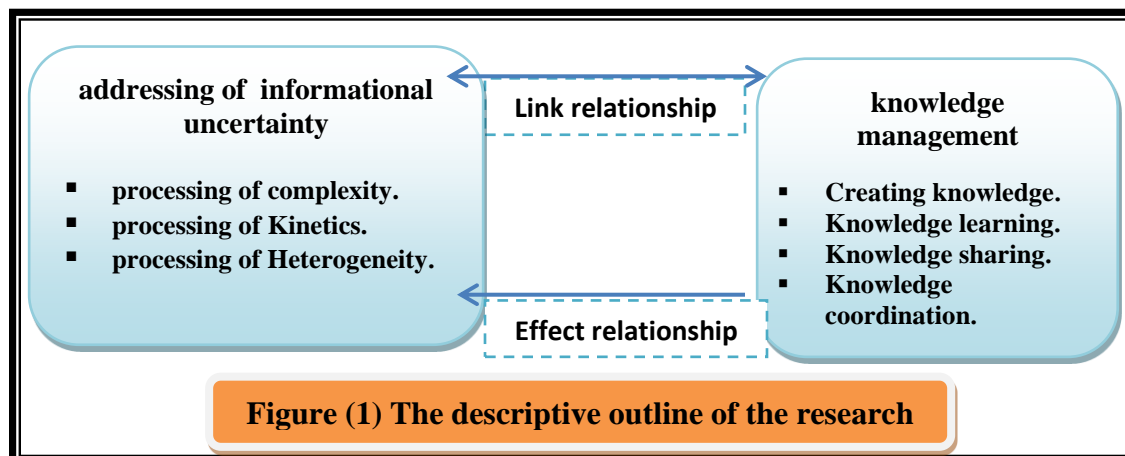 addressing of informational
uncertainty
▪ processing of complexity.
▪ processing of Kinetics.
▪ processing of Heterogeneity.
Link relationship
Effect relationship
knowledge
management
▪ Creating knowledge.
▪ Knowledge learning.
▪ Knowledge sharing.
▪ Knowledge
coordination.
Figure (1) The descriptive outline of the research